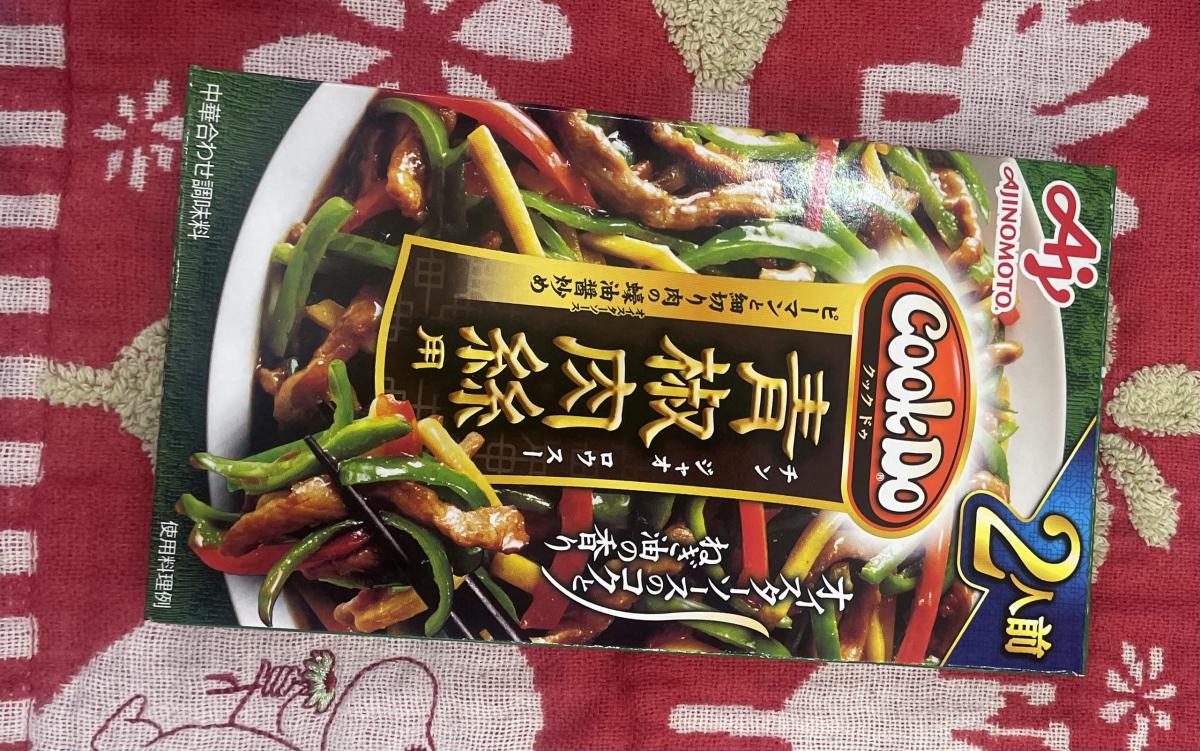 Aj
AJINOMOTO®
2人前
CookDo®
クックドゥ
ピーマンと細切り肉の蠔油醤炒め
オイスターソース
青椒肉絲
用
チンジャオロウスー
オイスターソースのコクと
ねぎ油の香り
中華合わせ調味料
使用料理例